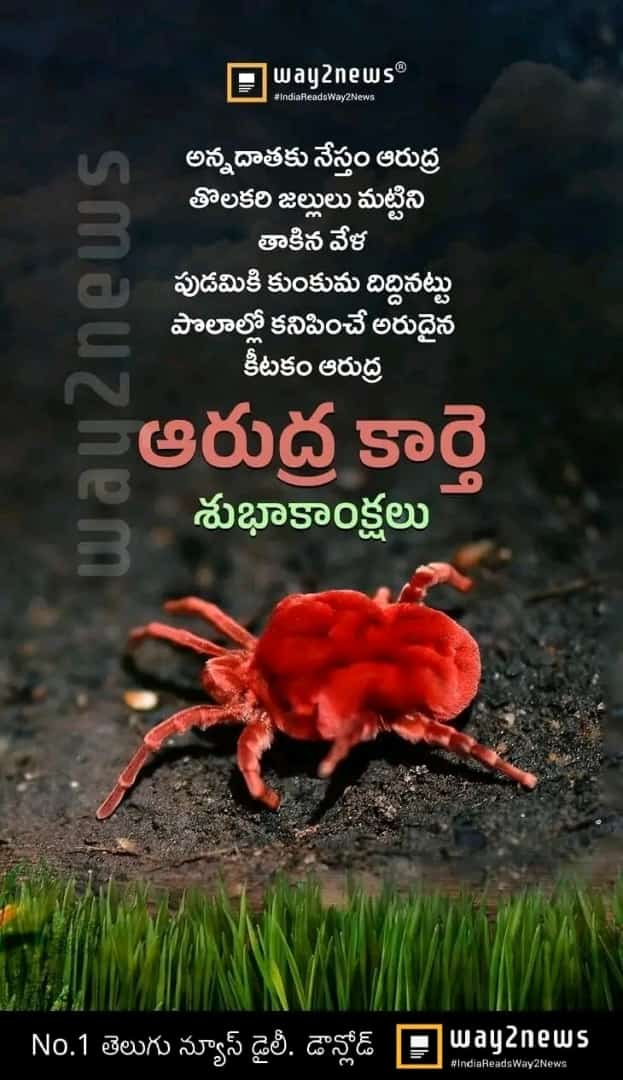 way2news®
#IndiaReadsWay2News
అన్నదాతకు నేస్తం ఆరుద్ర
తొలకరి జల్లులు మట్టిని
తాకిన వేళ
పుడమికి కుంకుమ దిద్దినట్టు
పొలాల్లో కనిపించే అరుదైన
కీటకం ఆరుద్ర
ఆరుద్ర కార్తె
శుభాకాంక్షలు
way2news
No.1 తెలుగు న్యూస్ డైలీ. డౌన్లోడ్
way2news
#IndiaReadsWay2News